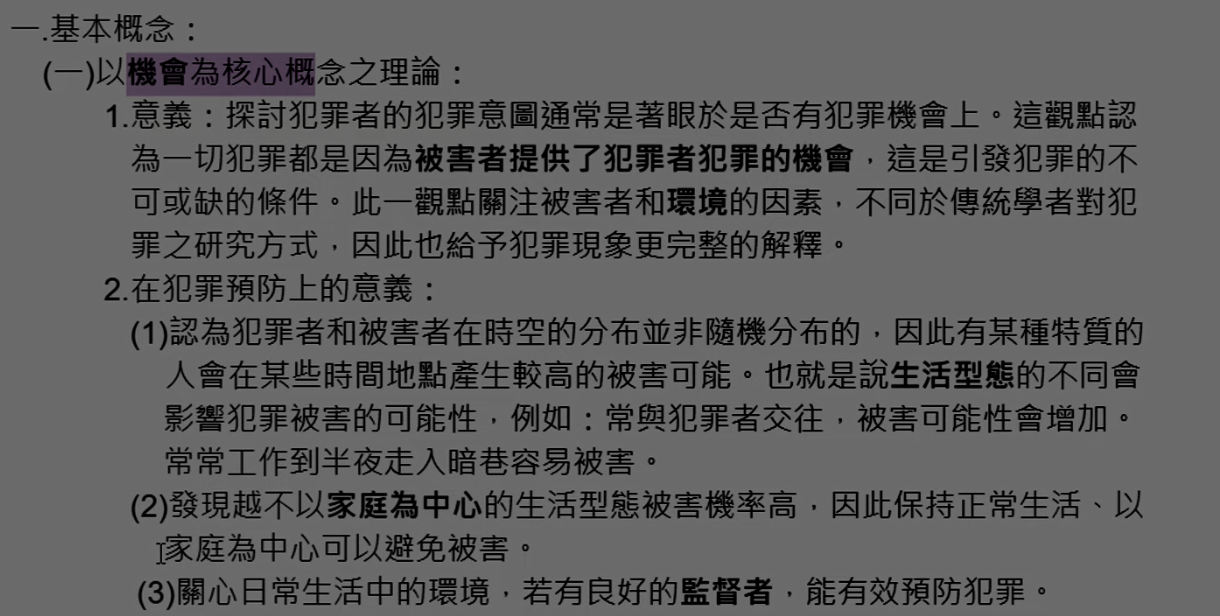 一.基本概念：
(一)以機會為核心概念之理論：
1.意義：探討犯罪者的犯罪意圖通常是著眼於是否有犯罪機會上。這觀點認
為一切犯罪都是因為被害者提供了犯罪者犯罪的機會，這是引發犯罪的不
可或缺的條件。此一觀點關注被害者和環境的因素，不同於傳統學者對犯
罪之研究方式，因此也給予犯罪現象更完整的解釋。
2.在犯罪預防上的意義：
(1)認為犯罪者和被害者在時空的分布並非隨機分布的，因此有某種特質的
人會在某些時間地點產生較高的被害可能。也就是說生活型態的不同會
影響犯罪被害的可能性，例如：常與犯罪者交往，被害可能性會增加。
常常工作到半夜走入暗巷容易被害。
(2)發現越不以家庭為中心的生活型態被害機率高，因此保持正常生活、以
家庭為中心可以避免被害。
(3)關心日常生活中的環境，若有良好的監督者，能有效預防犯罪。